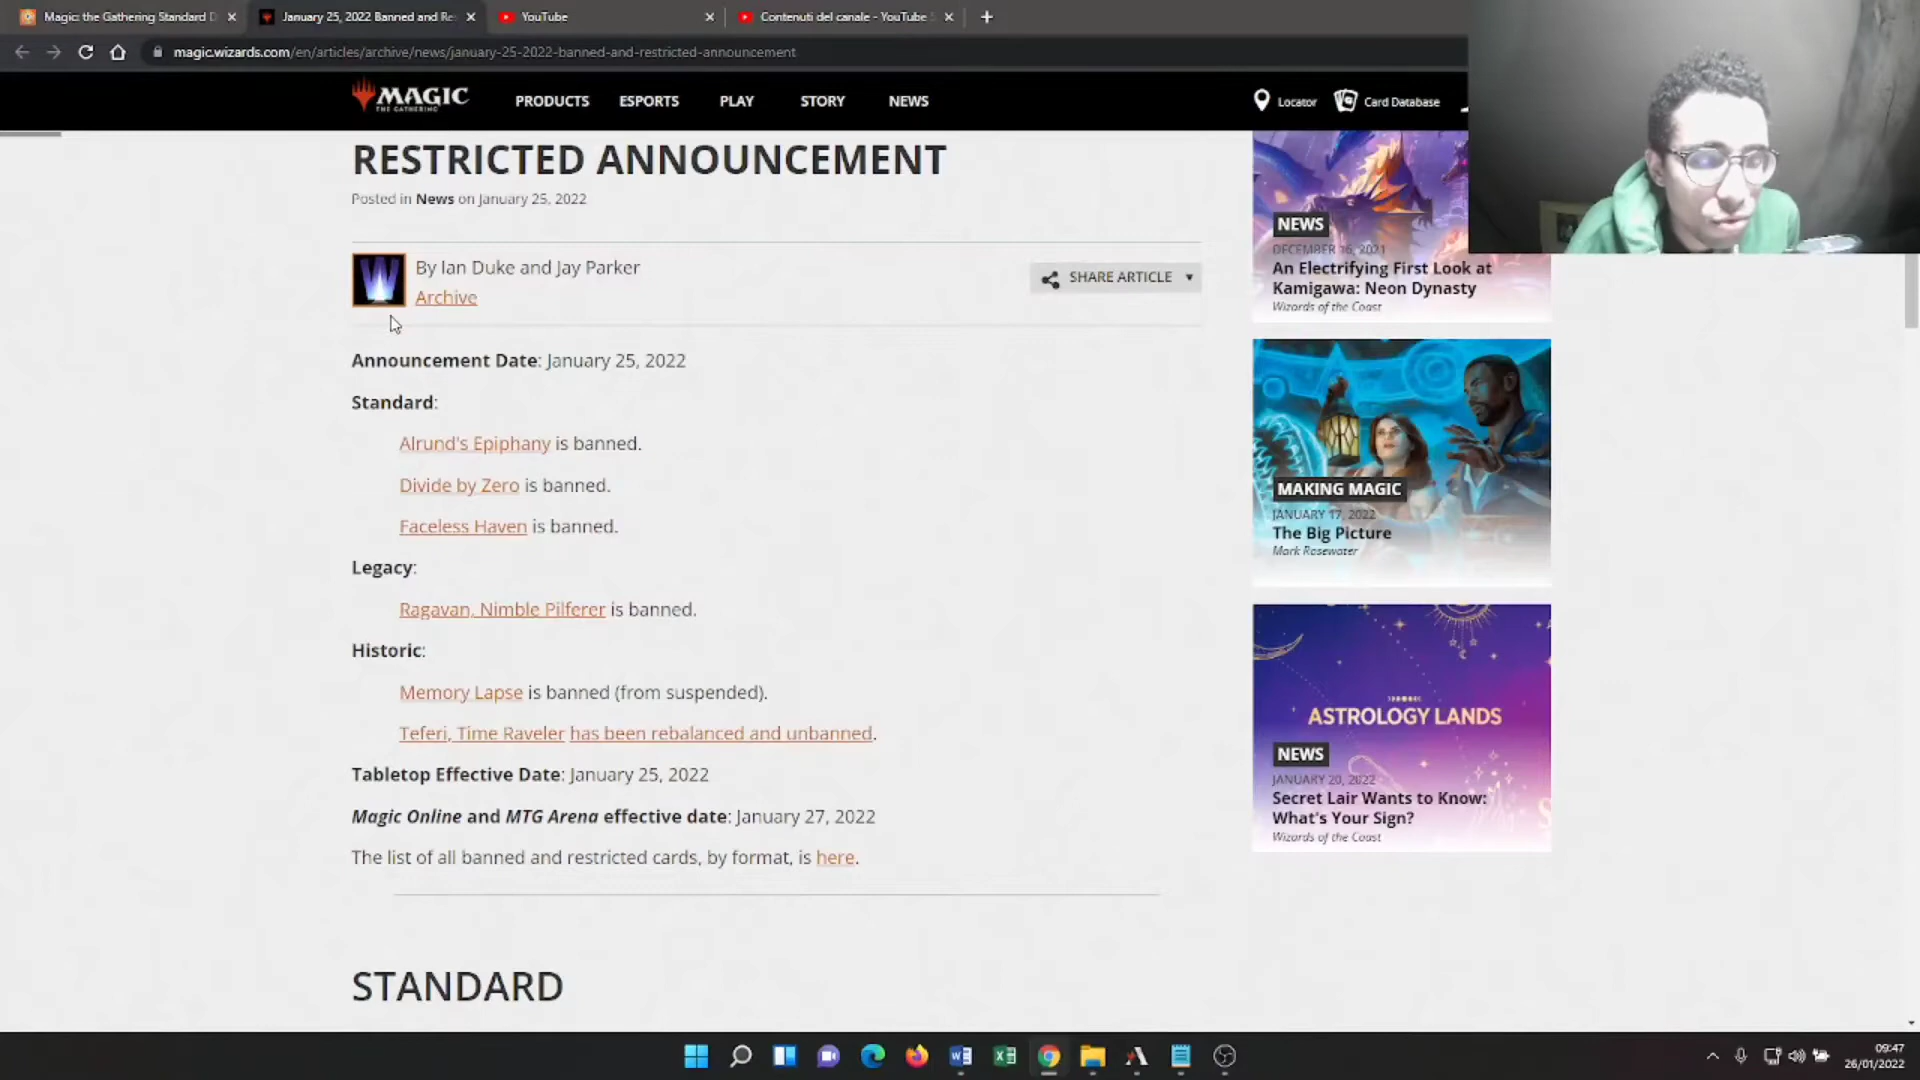 Magic: the Gathering Standard D
January 25, 2022 Banned and Re
YouTube
Contenuti del canale - YouTube S
magic.wizards.com/en/articles/archive/news/january-25-2022-banned-and-restricted-announcement
MAGIC
THE GATHERING
PRODUCTS
ESPORTS
PLAY
STORY
NEWS
Locator
Card Database
RESTRICTED ANNOUNCEMENT
Posted in News on January 25, 2022
By Ian Duke and Jay Parker
Archive
SHARE ARTICLE
Announcement Date: January 25, 2022
Standard:
Alrund's Epiphany is banned.
Divide by Zero is banned.
Faceless Haven is banned.
Legacy:
Ragavan, Nimble Pilferer is banned.
Historic:
Memory Lapse is banned (from suspended).
Teferi, Time Raveler has been rebalanced and unbanned.
Tabletop Effective Date: January 25, 2022
Magic Online and MTG Arena effective date: January 27, 2022
The list of all banned and restricted cards, by format, is here.
STANDARD
NEWS
DECEMBER 16, 2021
An Electrifying First Look at
Kamigawa: Neon Dynasty
Wizards of the Coast
MAKING MAGIC
JANUARY 17, 2022
The Big Picture
Mark Rosewater
ASTROLOGY LANDS
NEWS
JANUARY 20, 2022
Secret Lair Wants to Know:
What's Your Sign?
Wizards of the Coast
09:47
26/01/2022